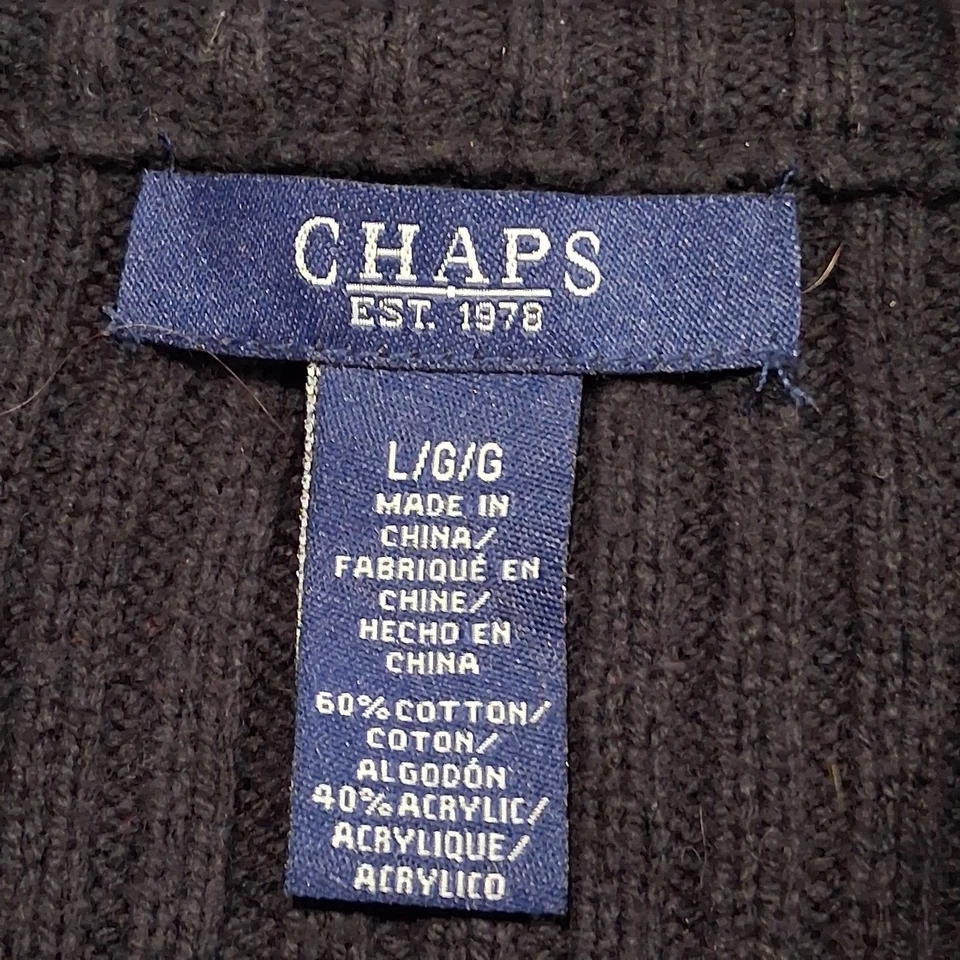 CHAPS
EST. 1978
L/G/G
MADE IN
CHINA/
FABRIQUÉ EN
CHINE/
HECHO EN
CHINA
60% COTTON/
COTON/
ALGODÓN
40% ACRYLIC/
ACRYLIQUE/
ACRYLICO